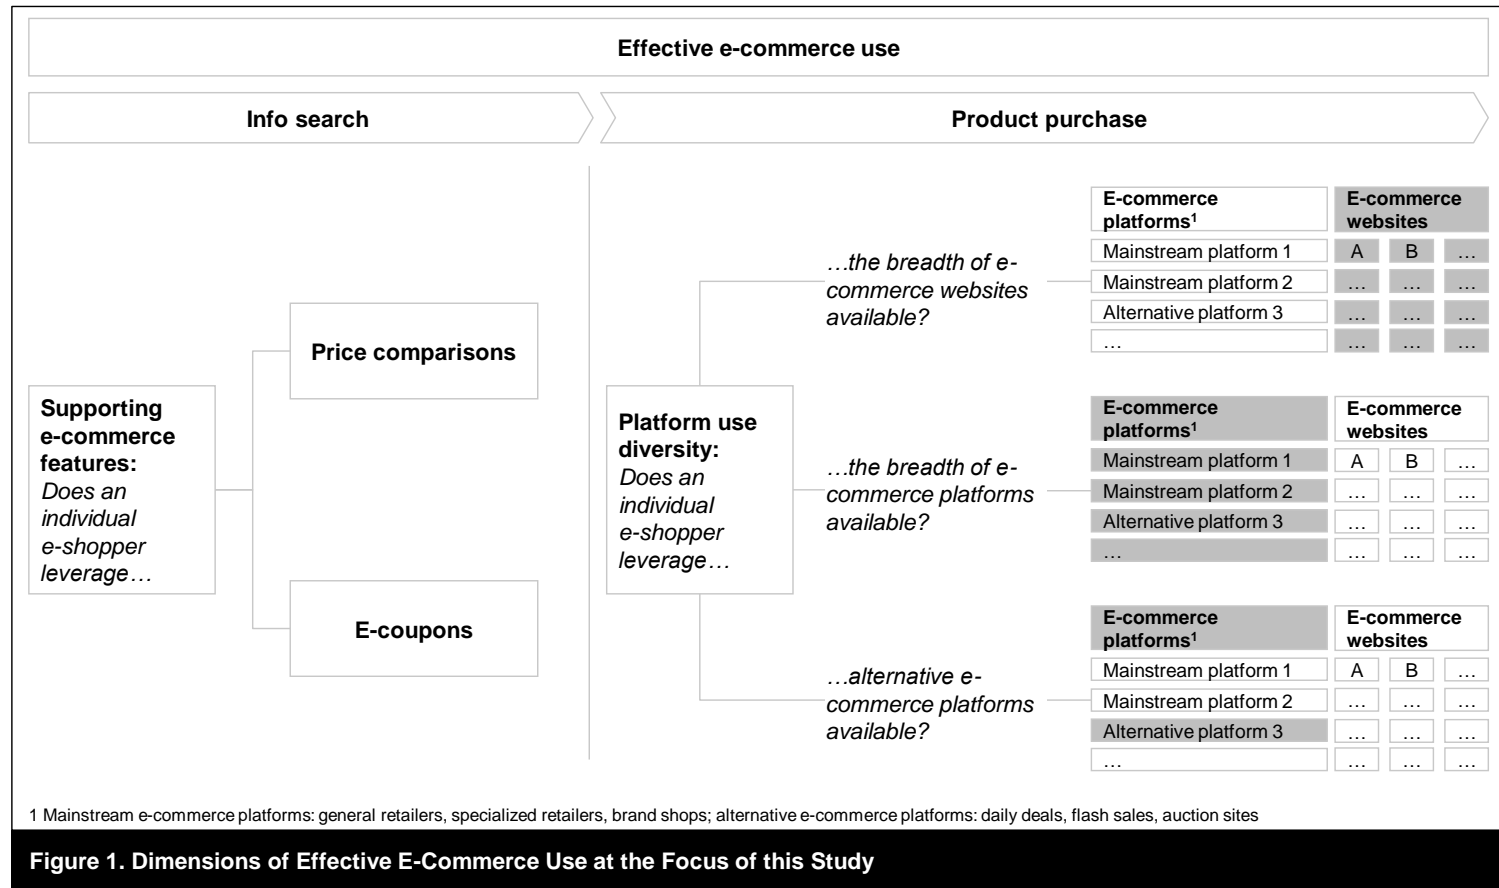 Effective e-commerce use
Info search
Product purchase
Supporting
e-commerce
features:
Does an
individual
e-shopper
leverage…
Price comparisons
E-coupons
Platform use
diversity:
Does an
individual
e-shopper
leverage…
…the breadth of e-
commerce websites
available?
E-commerce
platforms¹
E-commerce
websites
Mainstream platform 1 A B …
Mainstream platform 2 … … …
Alternative platform 3 … … …
… … … …
…the breadth of e-
commerce platforms
available?
E-commerce
platforms¹
E-commerce
websites
Mainstream platform 1 A B …
Mainstream platform 2 … … …
Alternative platform 3 … … …
… … … …
…alternative e-
commerce platforms
available?
E-commerce
platforms¹
E-commerce
websites
Mainstream platform 1 A B …
Mainstream platform 2 … … …
Alternative platform 3 … … …
… … … …
1 Mainstream e-commerce platforms: general retailers, specialized retailers, brand shops; alternative e-commerce platforms: daily deals, flash sales, auction sites
Figure 1. Dimensions of Effective E-Commerce Use at the Focus of this Study